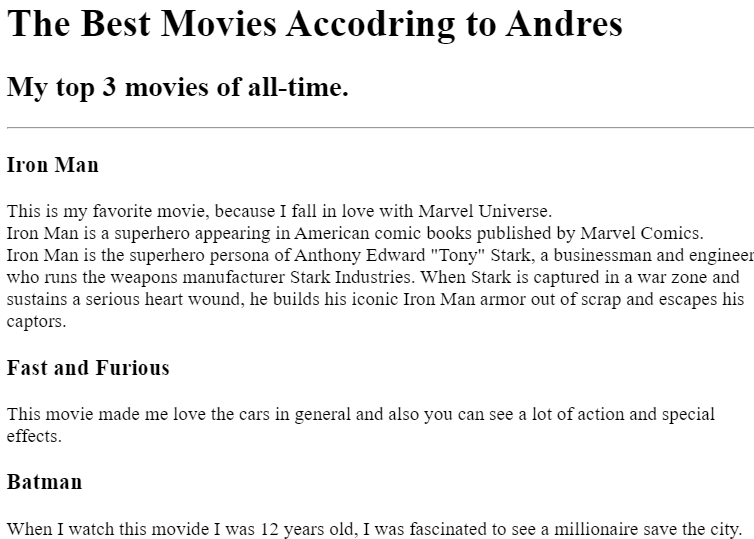 The Best Movies Accodring to Andres
My top 3 movies of all-time.
Iron Man
This is my favorite movie, because I fall in love with Marvel Universe.
Iron Man is a superhero appearing in American comic books published by Marvel Comics.
Iron Man is the superhero persona of Anthony Edward "Tony" Stark, a businessman and engineer
who runs the weapons manufacturer Stark Industries. When Stark is captured in a war zone and
sustains a serious heart wound, he builds his iconic Iron Man armor out of scrap and escapes his
captors.
Fast and Furious
This movie made me love the cars in general and also you can see a lot of action and special
effects.
Batman
When I watch this movide I was 12 years old, I was fascinated to see a millionaire save the city.